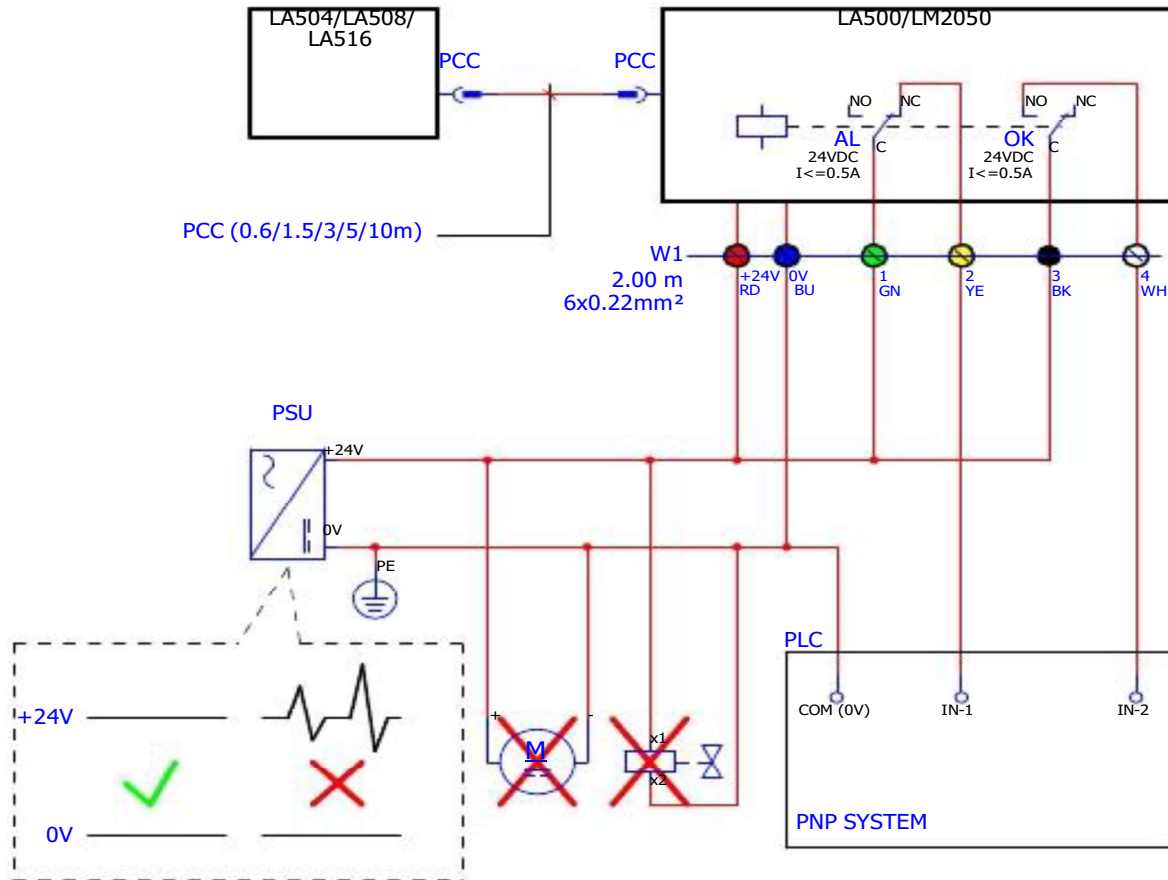 LA504/LA508/
LA516
LA500/LM2050
PCC
PCC
NO
NC
NO
NC
AL
C
OK
C
24VDC
I<=0.5A
24VDC
I<=0.5A
PCC (0.6/1.5/3/5/10m)
W1
2.00 m
6x0.22mm²
+24V
RD
0V
BU
1
GN
2
YE
3
BK
4
WH
PSU
+24V
0V
PE
PLC
COM (0V)
IN-1
IN-2
+24V
0V
+
-
M
x1
x2
PNP SYSTEM